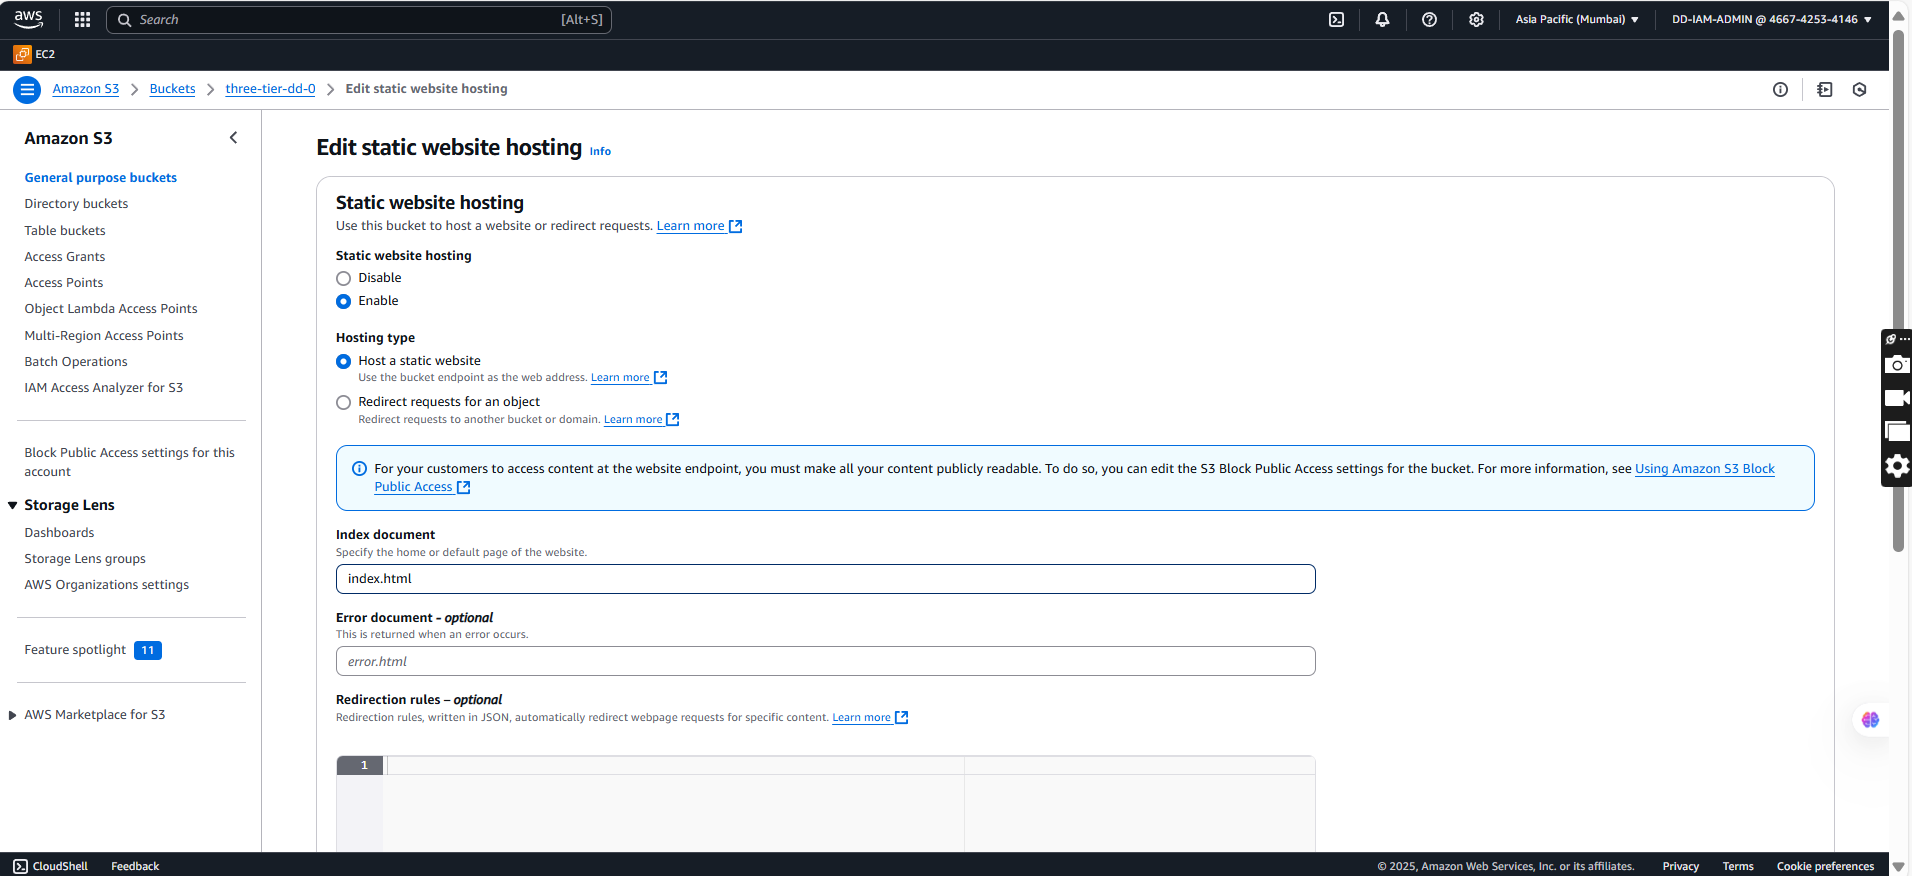 aws
Search
[Alt+S]
Asia Pacific (Mumbai)
DD-IAM-ADMIN @ 4667-4253-4146
EC2
Amazon S3 > Buckets > three-tier-dd-0 > Edit static website hosting
Amazon S3
General purpose buckets
Directory buckets
Table buckets
Access Grants
Access Points
Object Lambda Access Points
Multi-Region Access Points
Batch Operations
IAM Access Analyzer for S3
Block Public Access settings for this
account
Storage Lens
Dashboards
Storage Lens groups
AWS Organizations settings
Feature spotlight 11
AWS Marketplace for S3
Edit static website hosting Info
Static website hosting
Use this bucket to host a website or redirect requests. Learn more
Static website hosting
Disable
Enable
Hosting type
Host a static website
Use the bucket endpoint as the web address. Learn more
Redirect requests for an object
Redirect requests to another bucket or domain. Learn more
For your customers to access content at the website endpoint, you must make all your content publicly readable. To do so, you can edit the S3 Block Public Access settings for the bucket. For more information, see Using Amazon S3 Block
Public Access
Index document
Specify the home or default page of the website.
index.html
Error document - optional
This is returned when an error occurs.
error.html
Redirection rules – optional
Redirection rules, written in JSON, automatically redirect webpage requests for specific content. Learn more
1
CloudShell
Feedback
© 2025, Amazon Web Services, Inc. or its affiliates.
Privacy
Terms
Cookie preferences